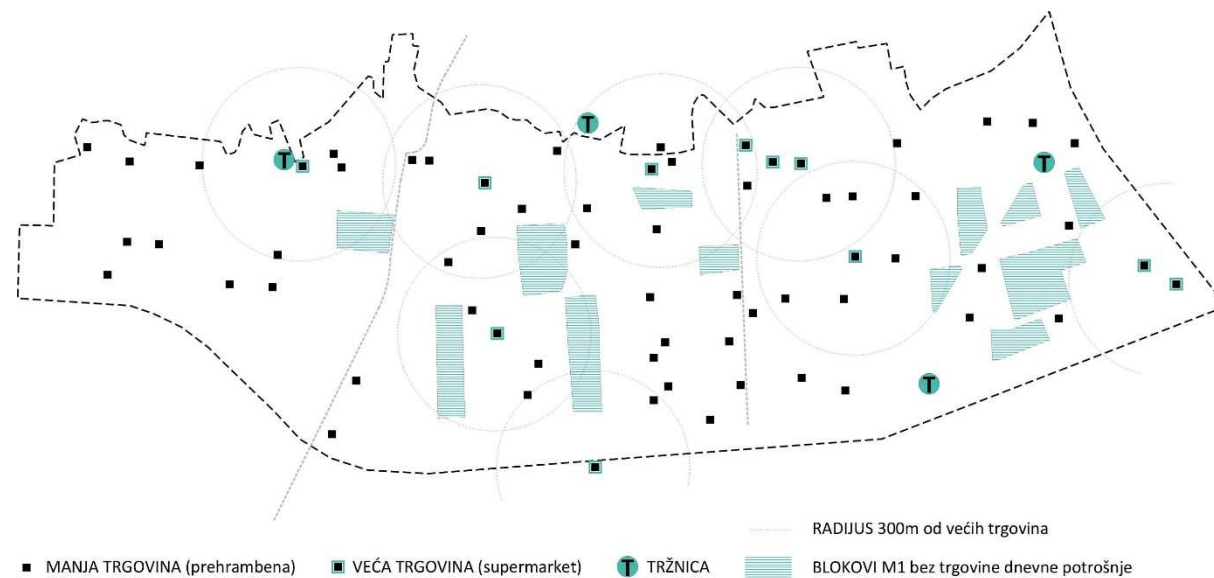 T
T
T
T
RADIJUS 300m od većih trgovina
MANJA TRGOVINA (prehrambena)
VEĆA TRGOVINA (supermarket)
T
TRŽNICA
BLOKOVI M1 bez trgovine dnevne potrošnje